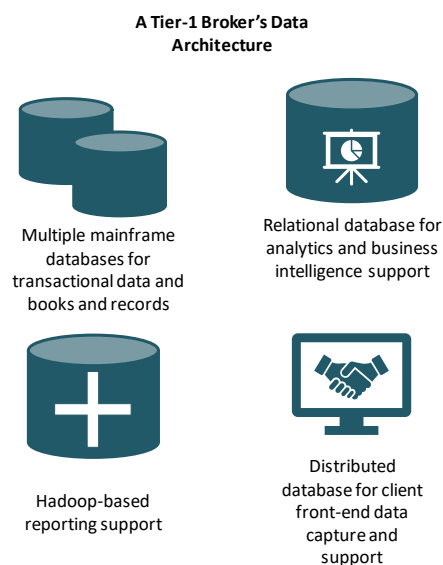 A Tier-1 Broker's Data
Architecture
Multiple mainframe
databases for
transactional data and
books and records
Relational database for
analytics and business
intelligence support
Hadoop-based
reporting support
Distributed
database for client
front-end data
capture and
support